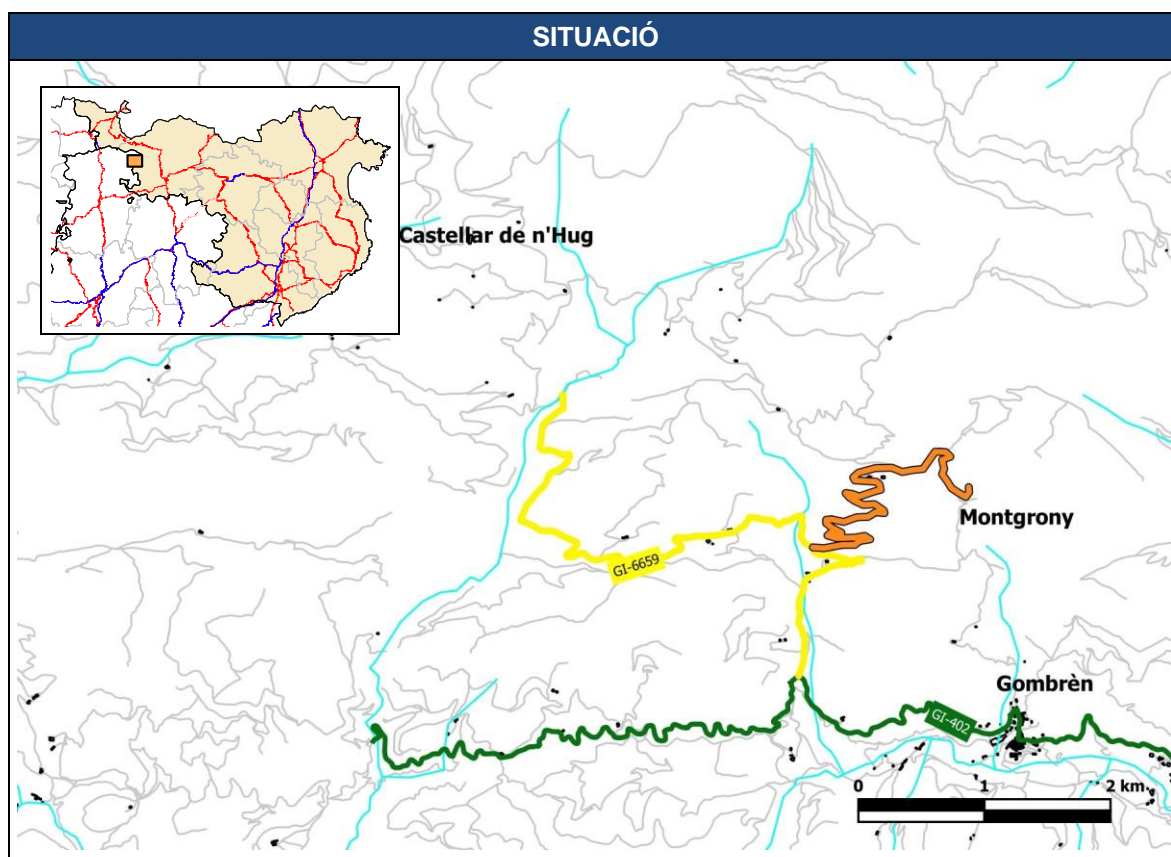 SITUACIÓ
Castellar de n'Hug
Montgrony
GI-6659
Gombrèn
GI-402
0 1 2 km